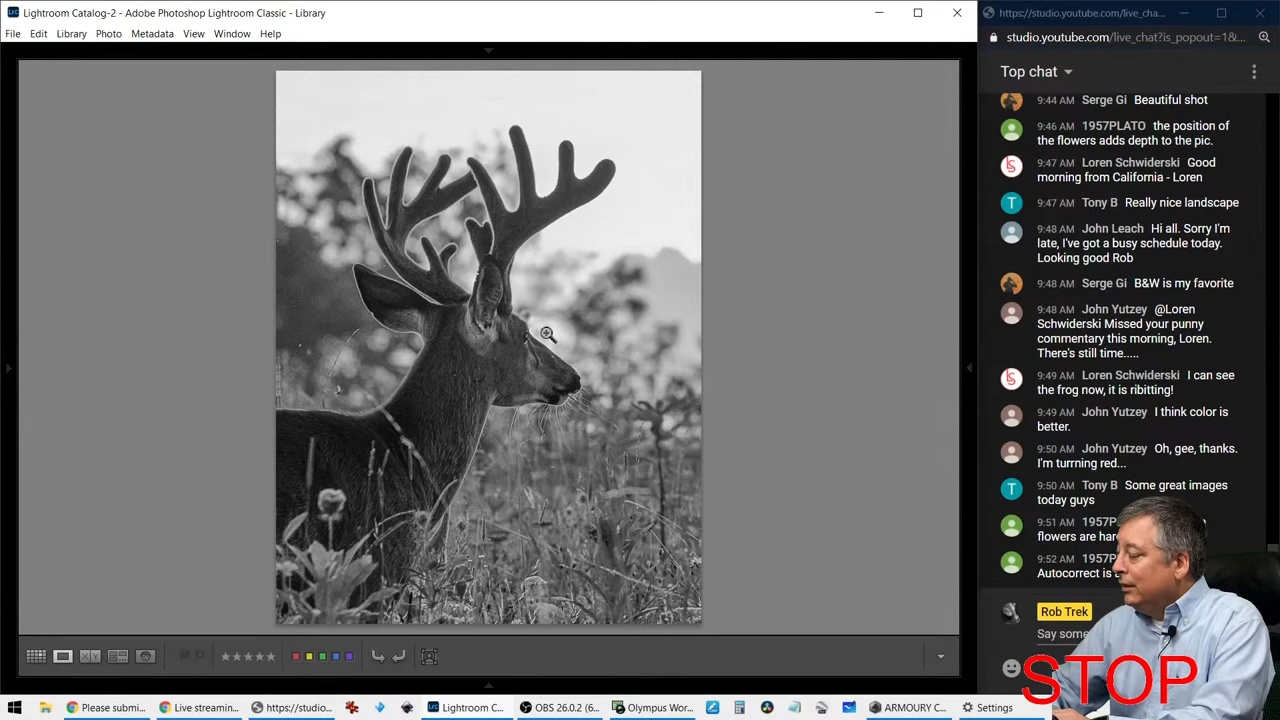 Lightroom Catalog-2 - Adobe Photoshop Lightroom Classic - Library
File Edit Library Photo Metadata View Window Help
https://studio.youtube.com/live_cha...
studio.youtube.com/live_chat?is_popout=1&...
Top chat
9:44 AM Serge Gi Beautiful shot
9:46 AM 1957PLATO the position of
the flowers adds depth to the pic.
9:47 AM Loren Schwiderski Good
morning from California - Loren
9:47 AM Tony B Really nice landscape
9:48 AM John Leach Hi all. Sorry I'm
late, I've got a busy schedule today.
Looking good Rob
9:48 AM Serge Gi B&W is my favorite
9:48 AM John Yutzey @Loren
Schwiderski Missed your punny
commentary this morning, Loren.
There's still time.....
9:49 AM Loren Schwiderski I can see
the frog now, it is ribitting!
9:49 AM John Yutzey I think color is
better.
9:50 AM John Yutzey Oh, gee, thanks.
I'm turrning red...
9:50 AM Tony B Some great images
today guys
9:51 AM 1957P
flowers are har
9:52 AM 1957P
Autocorrect is
Rob Trek
Say some
STOP
XY
Please submi...
Live streamin...
https://studio...
Lightroom C...
OBS 26.0.2 (6...
Olympus Wor...
ARMOURY C...
Settings